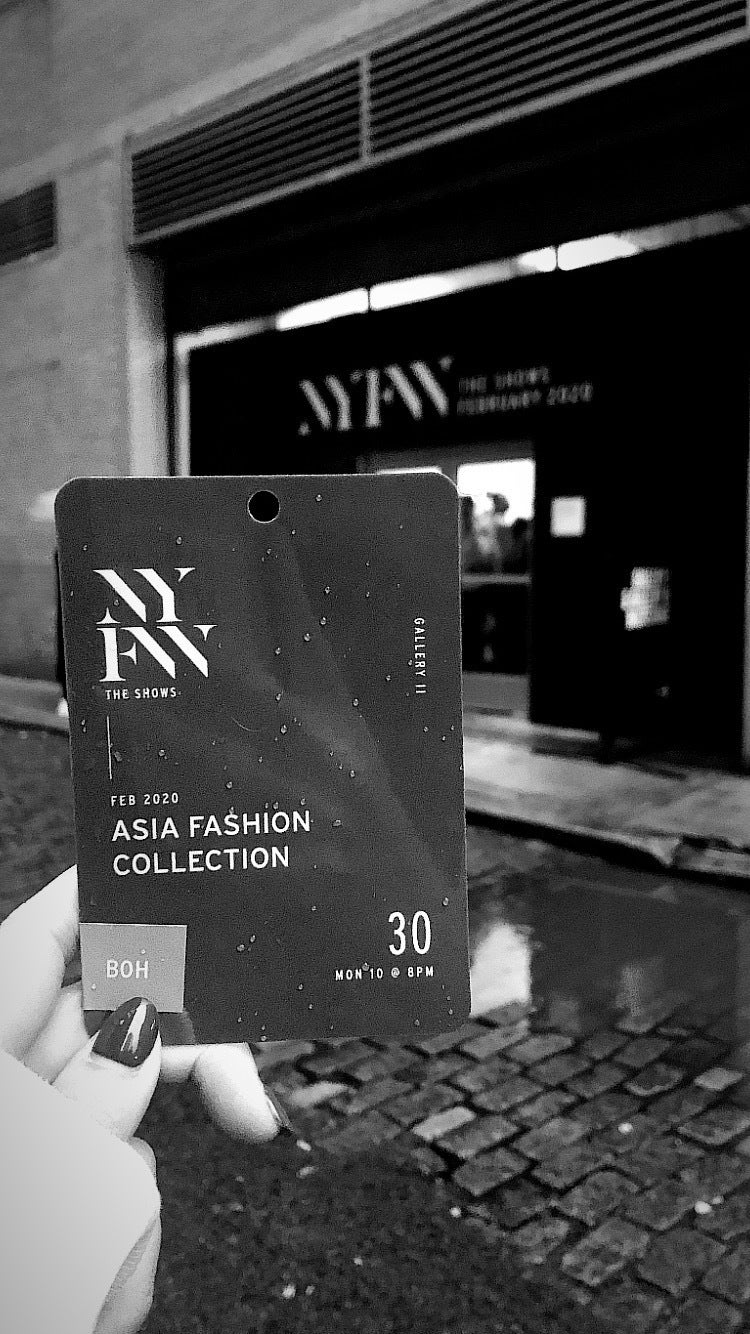 NYFW THE SHOWS
FEBRUARY 2020
NY
FW
THE SHOWS
GALLERY II
FEB 2020
ASIA FASHION
COLLECTION
30
BOH
MON 10 @ 8PM